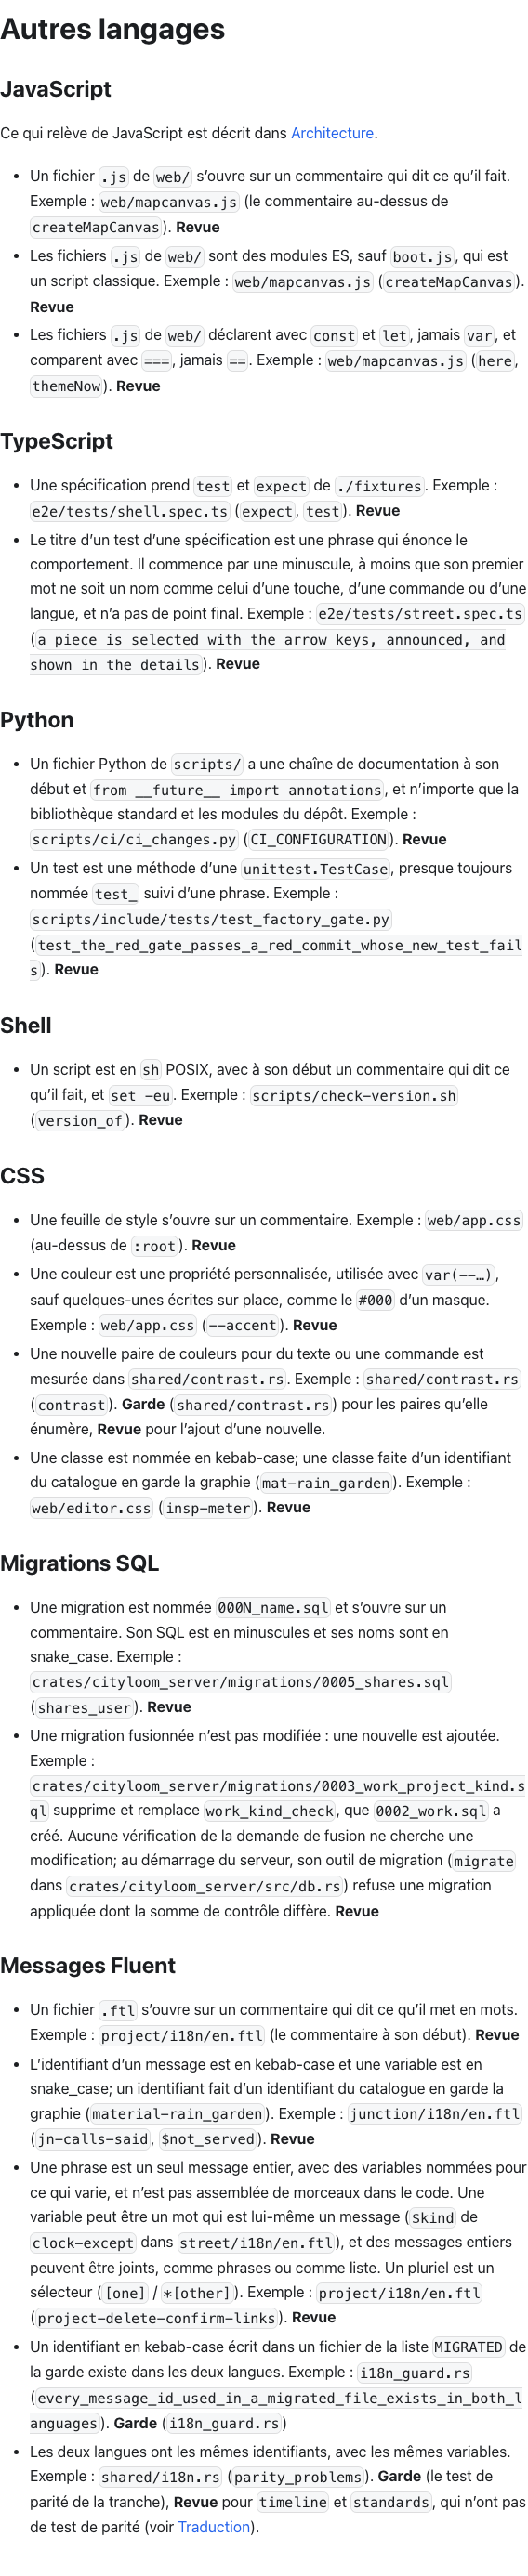 Autres langages
JavaScript
Ce qui relève de JavaScript est décrit dans Architecture.
• Un fichier .js de web/ s’ouvre sur un commentaire qui dit ce qu’il fait.
Exemple : web/mapcanvas.js (le commentaire au-dessus de
createMapCanvas). Revue
• Les fichiers .js de web/ sont des modules ES, sauf boot.js, qui est
un script classique. Exemple : web/mapcanvas.js (createMapCanvas).
Revue
• Les fichiers .js de web/ déclarent avec const et let, jamais var, et
comparent avec ===, jamais ==. Exemple : web/mapcanvas.js (here,
themeNow). Revue
TypeScript
• Une spécification prend test et expect de ./fixtures. Exemple :
e2e/tests/shell.spec.ts (expect, test). Revue
• Le titre d’un test d’une spécification est une phrase qui énonce le
comportement. Il commence par une minuscule, à moins que son premier
mot ne soit un nom comme celui d’une touche, d’une commande ou d’une
langue, et n’a pas de point final. Exemple : e2e/tests/street.spec.ts
(a piece is selected with the arrow keys, announced, and
shown in the details). Revue
Python
• Un fichier Python de scripts/ a une chaîne de documentation à son
début et from __future__ import annotations, et n’importe que la
bibliothèque standard et les modules du dépôt. Exemple :
scripts/ci/ci_changes.py (CI_CONFIGURATION). Revue
• Un test est une méthode d’une unittest.TestCase, presque toujours
nommée test_ suivi d’une phrase. Exemple :
scripts/include/tests/test_factory_gate.py
(test_the_red_gate_passes_a_red_commit_whose_new_test_fail
s). Revue
Shell
• Un script est en sh POSIX, avec à son début un commentaire qui dit ce
qu’il fait, et set -eu. Exemple : scripts/check-version.sh
(version_of). Revue
CSS
• Une feuille de style s’ouvre sur un commentaire. Exemple : web/app.css
(au-dessus de :root). Revue
• Une couleur est une propriété personnalisée, utilisée avec var(--…),
sauf quelques-unes écrites sur place, comme le #000 d’un masque.
Exemple : web/app.css (--accent). Revue
• Une nouvelle paire de couleurs pour du texte ou une commande est
mesurée dans shared/contrast.rs. Exemple : shared/contrast.rs
(contrast). Garde (shared/contrast.rs) pour les paires qu’elle
énumère, Revue pour l’ajout d’une nouvelle.
• Une classe est nommée en kebab-case; une classe faite d’un identifiant
du catalogue en garde la graphie (mat-rain_garden). Exemple :
web/editor.css (insp-meter). Revue
Migrations SQL
• Une migration est nommée 000N_name.sql et s’ouvre sur un
commentaire. Son SQL est en minuscules et ses noms sont en
snake_case. Exemple :
crates/cityloom_server/migrations/0005_shares.sql
(shares_user). Revue
• Une migration fusionnée n’est pas modifiée : une nouvelle est ajoutée.
Exemple :
crates/cityloom_server/migrations/0003_work_project_kind.s
ql supprime et remplace work_kind_check, que 0002_work.sql a
créé. Aucune vérification de la demande de fusion ne cherche une
modification; au démarrage du serveur, son outil de migration (migrate
dans crates/cityloom_server/src/db.rs) refuse une migration
appliquée dont la somme de contrôle diffère. Revue
Messages Fluent
• Un fichier .ftl s’ouvre sur un commentaire qui dit ce qu’il met en mots.
Exemple : project/i18n/en.ftl (le commentaire à son début). Revue
• L’identifiant d’un message est en kebab-case et une variable est en
snake_case; un identifiant fait d’un identifiant du catalogue en garde la
graphie (material-rain_garden). Exemple : junction/i18n/en.ftl
(jn-calls-said, $not_served). Revue
• Une phrase est un seul message entier, avec des variables nommées pour
ce qui varie, et n’est pas assemblée de morceaux dans le code. Une
variable peut être un mot qui est lui-même un message ($kind de
clock-except dans street/i18n/en.ftl), et des messages entiers
peuvent être joints, comme phrases ou comme liste. Un pluriel est un
sélecteur ([one] / *[other]). Exemple : project/i18n/en.ftl
(project-delete-confirm-links). Revue
• Un identifiant en kebab-case écrit dans un fichier de la liste MIGRATED de
la garde existe dans les deux langues. Exemple : i18n_guard.rs
(every_message_id_used_in_a_migrated_file_exists_in_both_l
anguages). Garde (i18n_guard.rs)
• Les deux langues ont les mêmes identifiants, avec les mêmes variables.
Exemple : shared/i18n.rs (parity_problems). Garde (le test de
parité de la tranche), Revue pour timeline et standards, qui n’ont pas
de test de parité (voir Traduction).